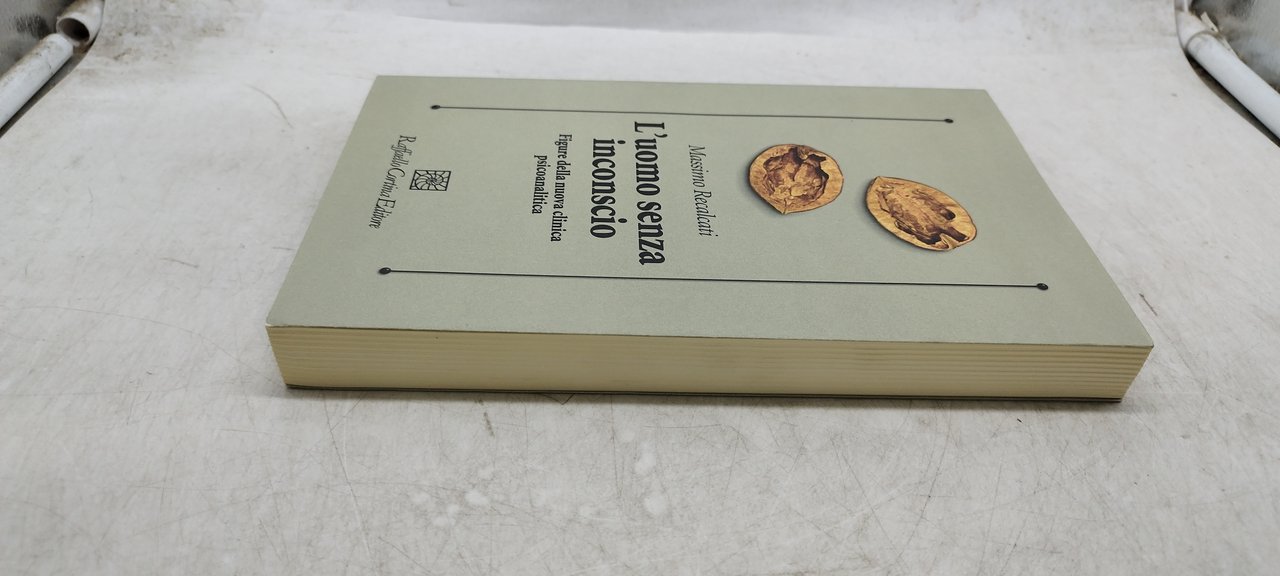 Massimo Recalcati
L'uomo senza
inconscio
Figure della nuova clinica
psicoanalitica
Raffaello Cortina Editore